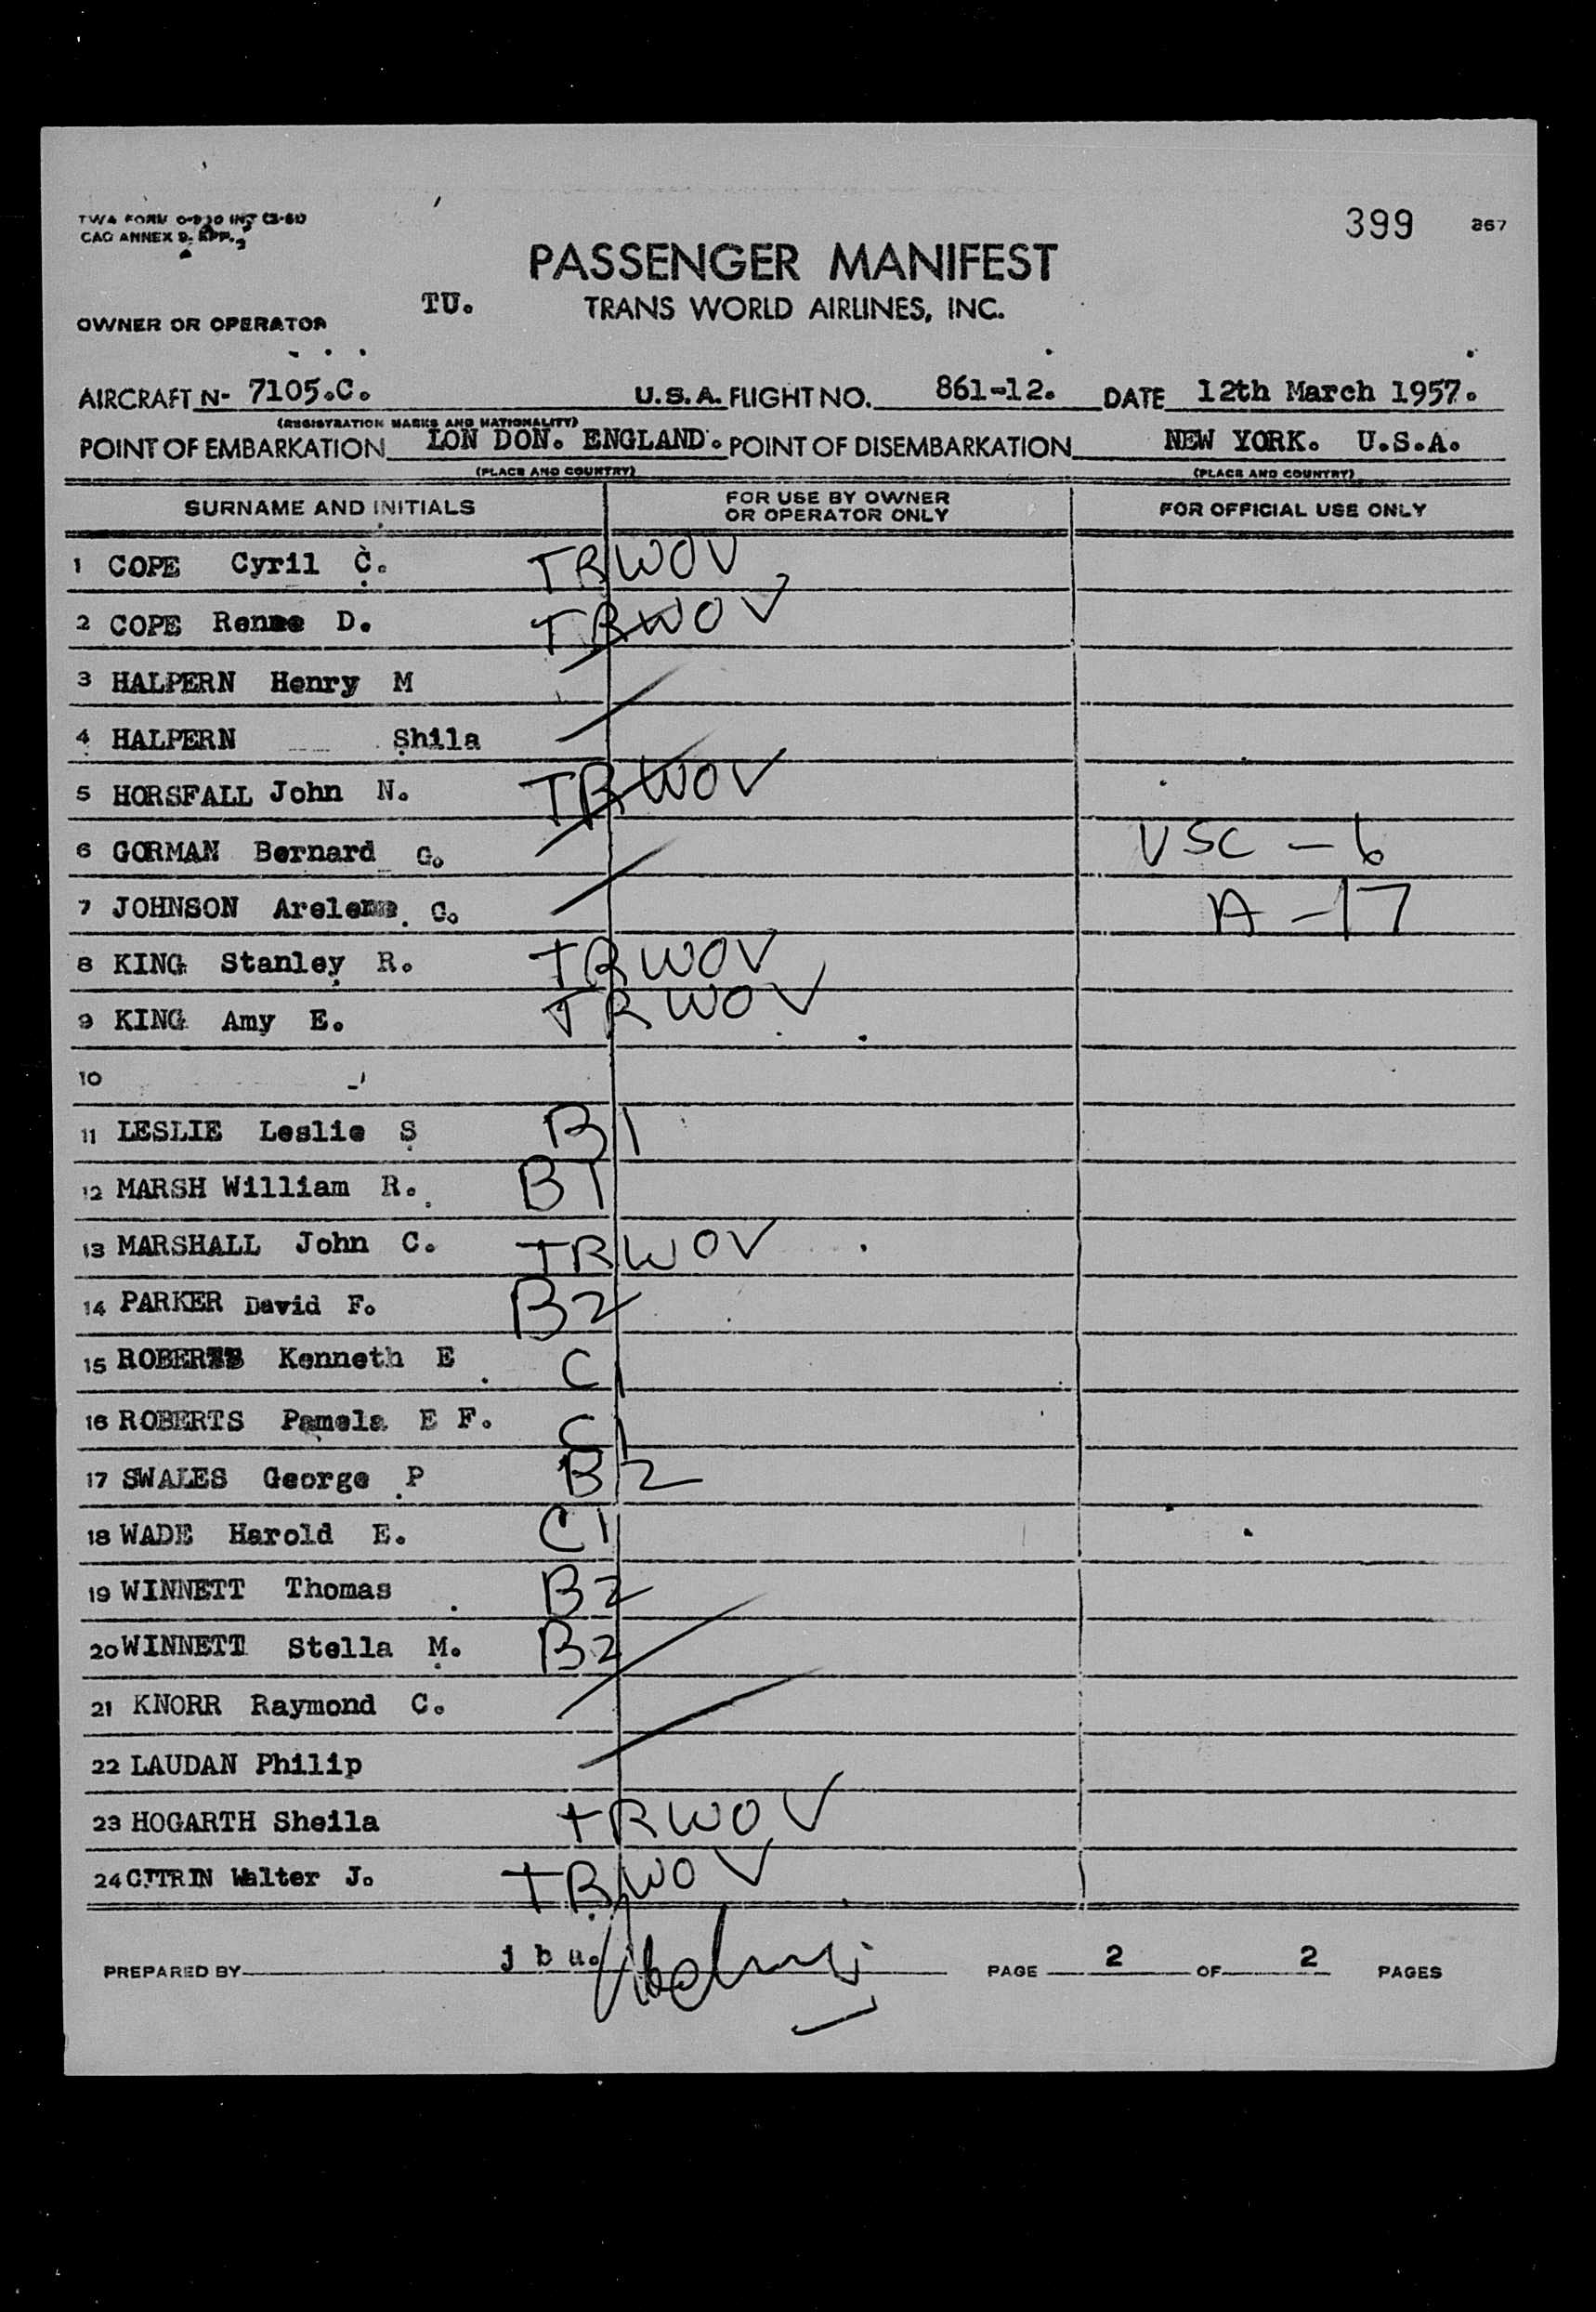 TWA FORM
399 867
CAO ANNEX 9. APP. 2
PASSENGER MANIFEST
OWNER OR OPERATOR TU. TRANS WORLD AIRLINES, INC.
AIRCRAFT N- 7105.C. U.S.A. FLIGHT NO. 861-12. DATE 12th March 1957.
(REGISTRATION MARKS AND NATIONALITY)
POINT OF EMBARKATION LON DON. ENGLAND. POINT OF DISEMBARKATION NEW YORK. U.S.A.
(PLACE AND COUNTRY) (PLACE AND COUNTRY)
SURNAME AND INITIALS FOR USE BY OWNER OR OPERATOR ONLY FOR OFFICIAL USE ONLY
1 COPE Cyril C. TRWOV
2 COPE Renee D. TRWOV
3 HALPERN Henry M
4 HALPERN Shila
5 HORSFALL John N. TRWOV
6 GORMAN Bernard G. USC - 6
7 JOHNSON Arelene G. A - 17
8 KING Stanley R. TRWOV
9 KING Amy E. TRWOV
10
11 LESLIE Leslie S B1
12 MARSH William R. B1
13 MARSHALL John C. TRWOV
14 PARKER David F. B2
15 ROBERTS Kenneth E C1
16 ROBERTS Pamela E F. C1
17 SWALES George P B2
18 WADE Harold E. C1
19 WINNETT Thomas B2
20 WINNETT Stella M. B2
21 KNORR Raymond C.
22 LAUDAN Philip
23 HOGARTH Sheila TRWOV
24 CITRIN Walter J. TRWOV
PREPARED BY j b u. PAGE 2 OF 2 PAGES